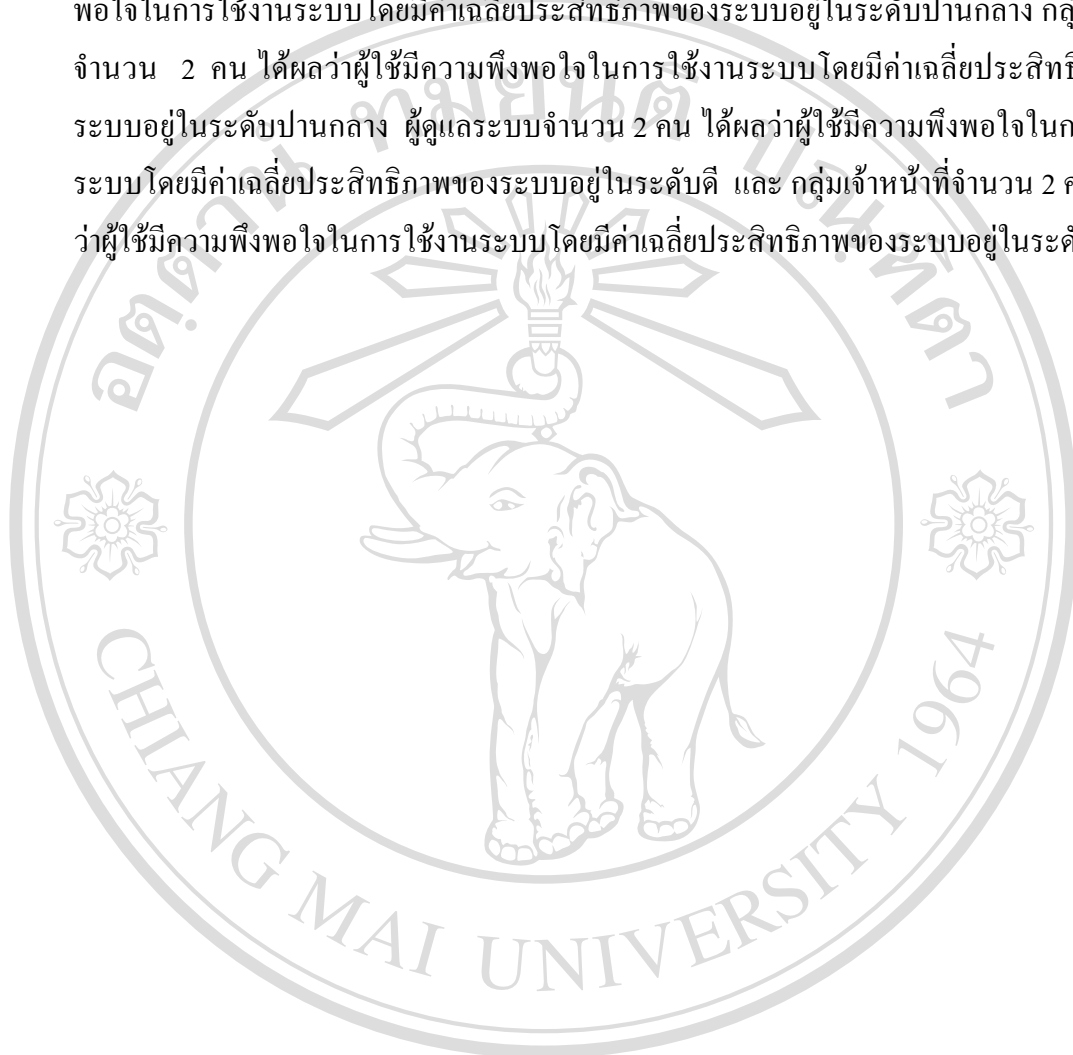 พอใจในการใช้งานระบบโดยมีค่าเฉลี่ยประสิทธิภาพของระบบอยู่ในระดับปานกลาง
จำนวน 2 คน ได้ผลว่าผู้ใช้มีความพึงพอใจในการใช้งานระบบโดยมีค่าเฉลี่ย
ระบบอยู่ในระดับปานกลาง ผู้ดูแลระบบจำนวน 2 คน ได้ผลว่าผู้ใช้มีความพึงพอใจ
ระบบโดยมีค่าเฉลี่ยประสิทธิภาพของระบบอยู่ในระดับดี และ กลุ่มเจ้าหน้าที่จำนวน 2
ว่าผู้ใช้มีความพึงพอใจในการใช้งานระบบโดยมีค่าเฉลี่ยประสิทธิภาพของระบบอยู่ใน
อตฺตานํ ทมยนฺติ ปณฺฑิตา
CHIANG MAI UNIVERSITY 1964